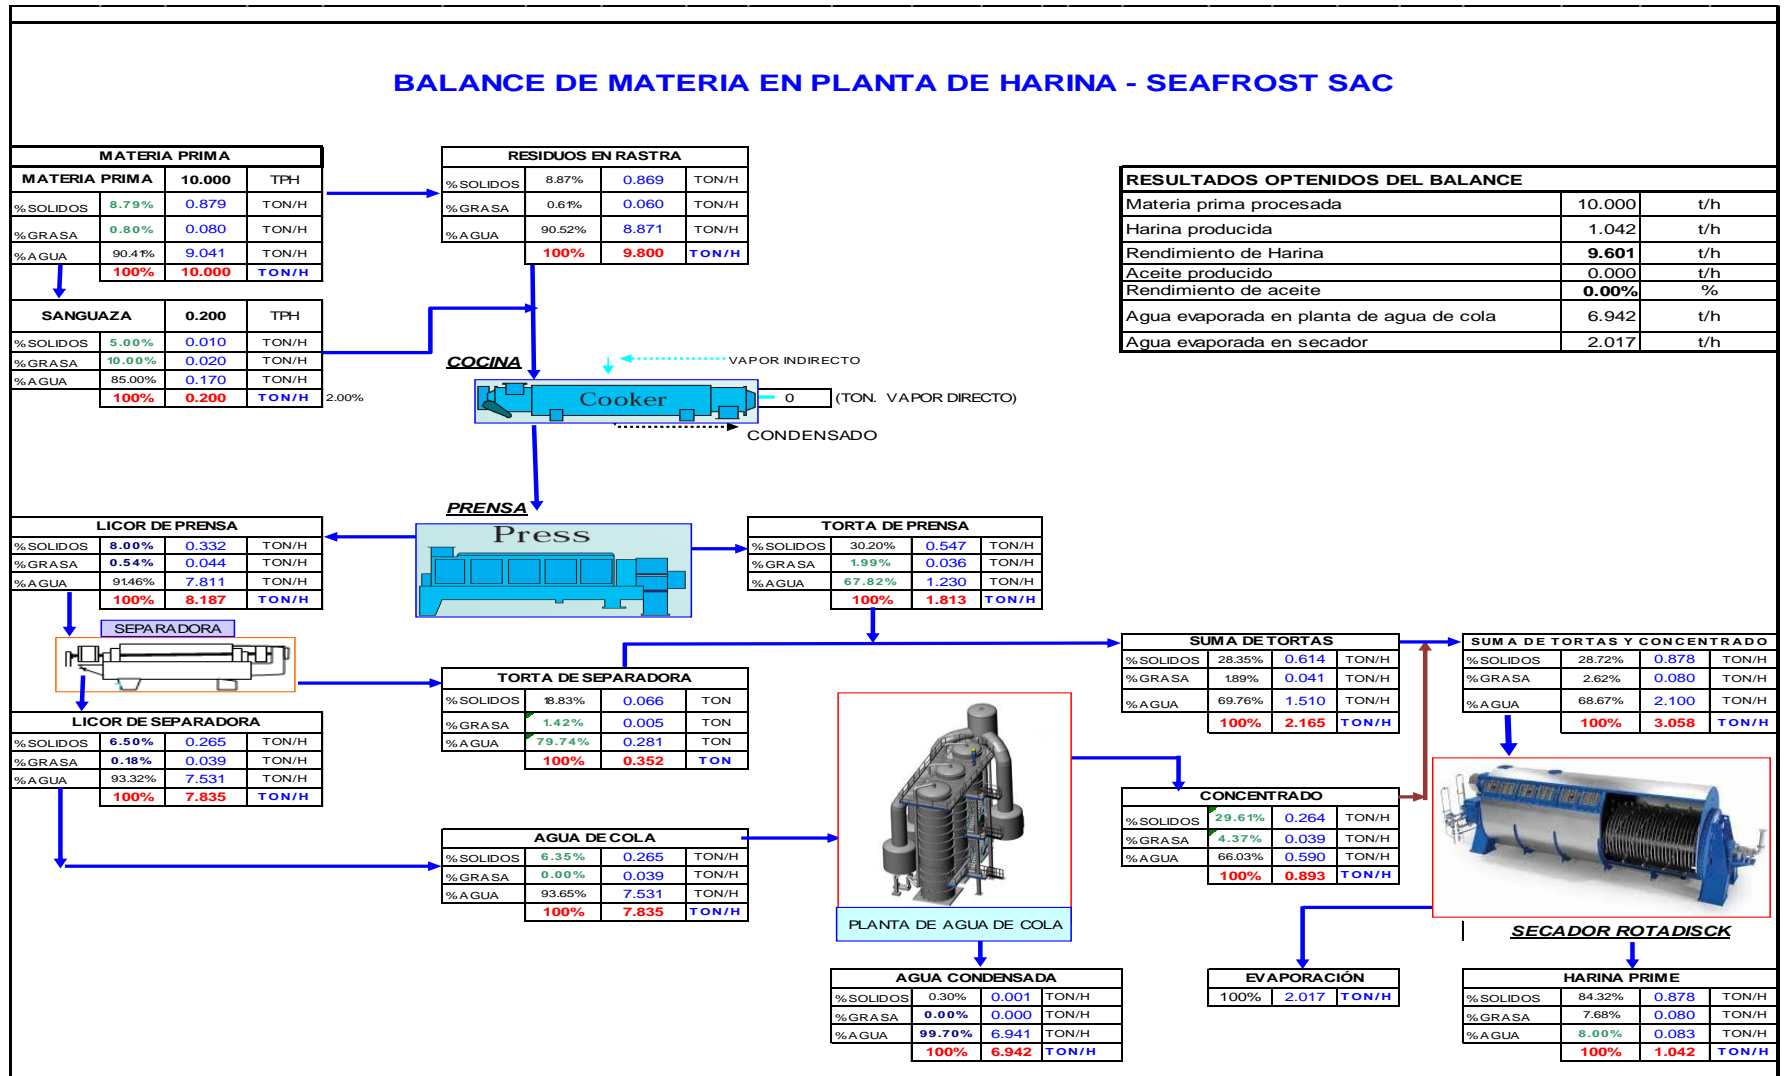 BALANCE DE MATERIA EN PLANTA DE HARINA - SEAFROST SAC
MATERIA PRIMA
MATERIA PRIMA 10.000 TPH
%SOLIDOS 8.79% 0.879 TON/H
%GRASA 0.80% 0.080 TON/H
%AGUA 90.41% 9.041 TON/H
100% 10.000 TON/H
RESIDUOS EN RASTRA
%SOLIDOS 8.87% 0.869 TON/H
%GRASA 0.61% 0.060 TON/H
%AGUA 90.52% 8.871 TON/H
100% 9.800 TON/H
RESULTADOS OPTENIDOS DEL BALANCE
Materia prima procesada 10.000 t/h
Harina producida 1.042 t/h
Rendimiento de Harina 9.601 t/h
Aceite producido 0.000 t/h
Rendimiento de aceite 0.00% %
Agua evaporada en planta de agua de cola 6.942 t/h
Agua evaporada en secador 2.017 t/h
SANGUAZA 0.200 TPH
%SOLIDOS 5.00% 0.010 TON/H
%GRASA 10.00% 0.020 TON/H
%AGUA 85.00% 0.170 TON/H
100% 0.200 TON/H 2.00%
COCINA
VAPOR INDIRECTO
Cooker
0 (TON. VAPOR DIRECTO)
CONDENSADO
PRENSA
Press
LICOR DE PRENSA
%SOLIDOS 8.00% 0.332 TON/H
%GRASA 0.54% 0.044 TON/H
%AGUA 91.46% 7.811 TON/H
100% 8.187 TON/H
TORTA DE PRENSA
%SOLIDOS 30.20% 0.547 TON/H
%GRASA 1.99% 0.036 TON/H
%AGUA 67.82% 1.230 TON/H
100% 1.813 TON/H
SEPARADORA
TORTA DE SEPARADORA
%SOLIDOS 18.83% 0.066 TON
%GRASA 1.42% 0.005 TON
%AGUA 79.74% 0.281 TON
100% 0.352 TON
SUMA DE TORTAS
%SOLIDOS 28.35% 0.614 TON/H
%GRASA 1.89% 0.041 TON/H
%AGUA 69.76% 1.510 TON/H
100% 2.165 TON/H
SUMA DE TORTAS Y CONCENTRADO
%SOLIDOS 28.72% 0.878 TON/H
%GRASA 2.62% 0.080 TON/H
%AGUA 68.67% 2.100 TON/H
100% 3.058 TON/H
LICOR DE SEPARADORA
%SOLIDOS 6.50% 0.265 TON/H
%GRASA 0.18% 0.039 TON/H
%AGUA 93.32% 7.531 TON/H
100% 7.835 TON/H
CONCENTRADO
%SOLIDOS 29.61% 0.264 TON/H
%GRASA 4.37% 0.039 TON/H
%AGUA 66.03% 0.590 TON/H
100% 0.893 TON/H
AGUA DE COLA
%SOLIDOS 6.35% 0.265 TON/H
%GRASA 0.00% 0.039 TON/H
%AGUA 93.65% 7.531 TON/H
100% 7.835 TON/H
PLANTA DE AGUA DE COLA
SECADOR ROTADISCK
AGUA CONDENSADA
%SOLIDOS 0.30% 0.001 TON/H
%GRASA 0.00% 0.000 TON/H
%AGUA 99.70% 6.941 TON/H
100% 6.942 TON/H
EVAPORACIÓN
100% 2.017 TON/H
HARINA PRIME
%SOLIDOS 84.32% 0.878 TON/H
%GRASA 7.68% 0.080 TON/H
%AGUA 8.00% 0.083 TON/H
100% 1.042 TON/H